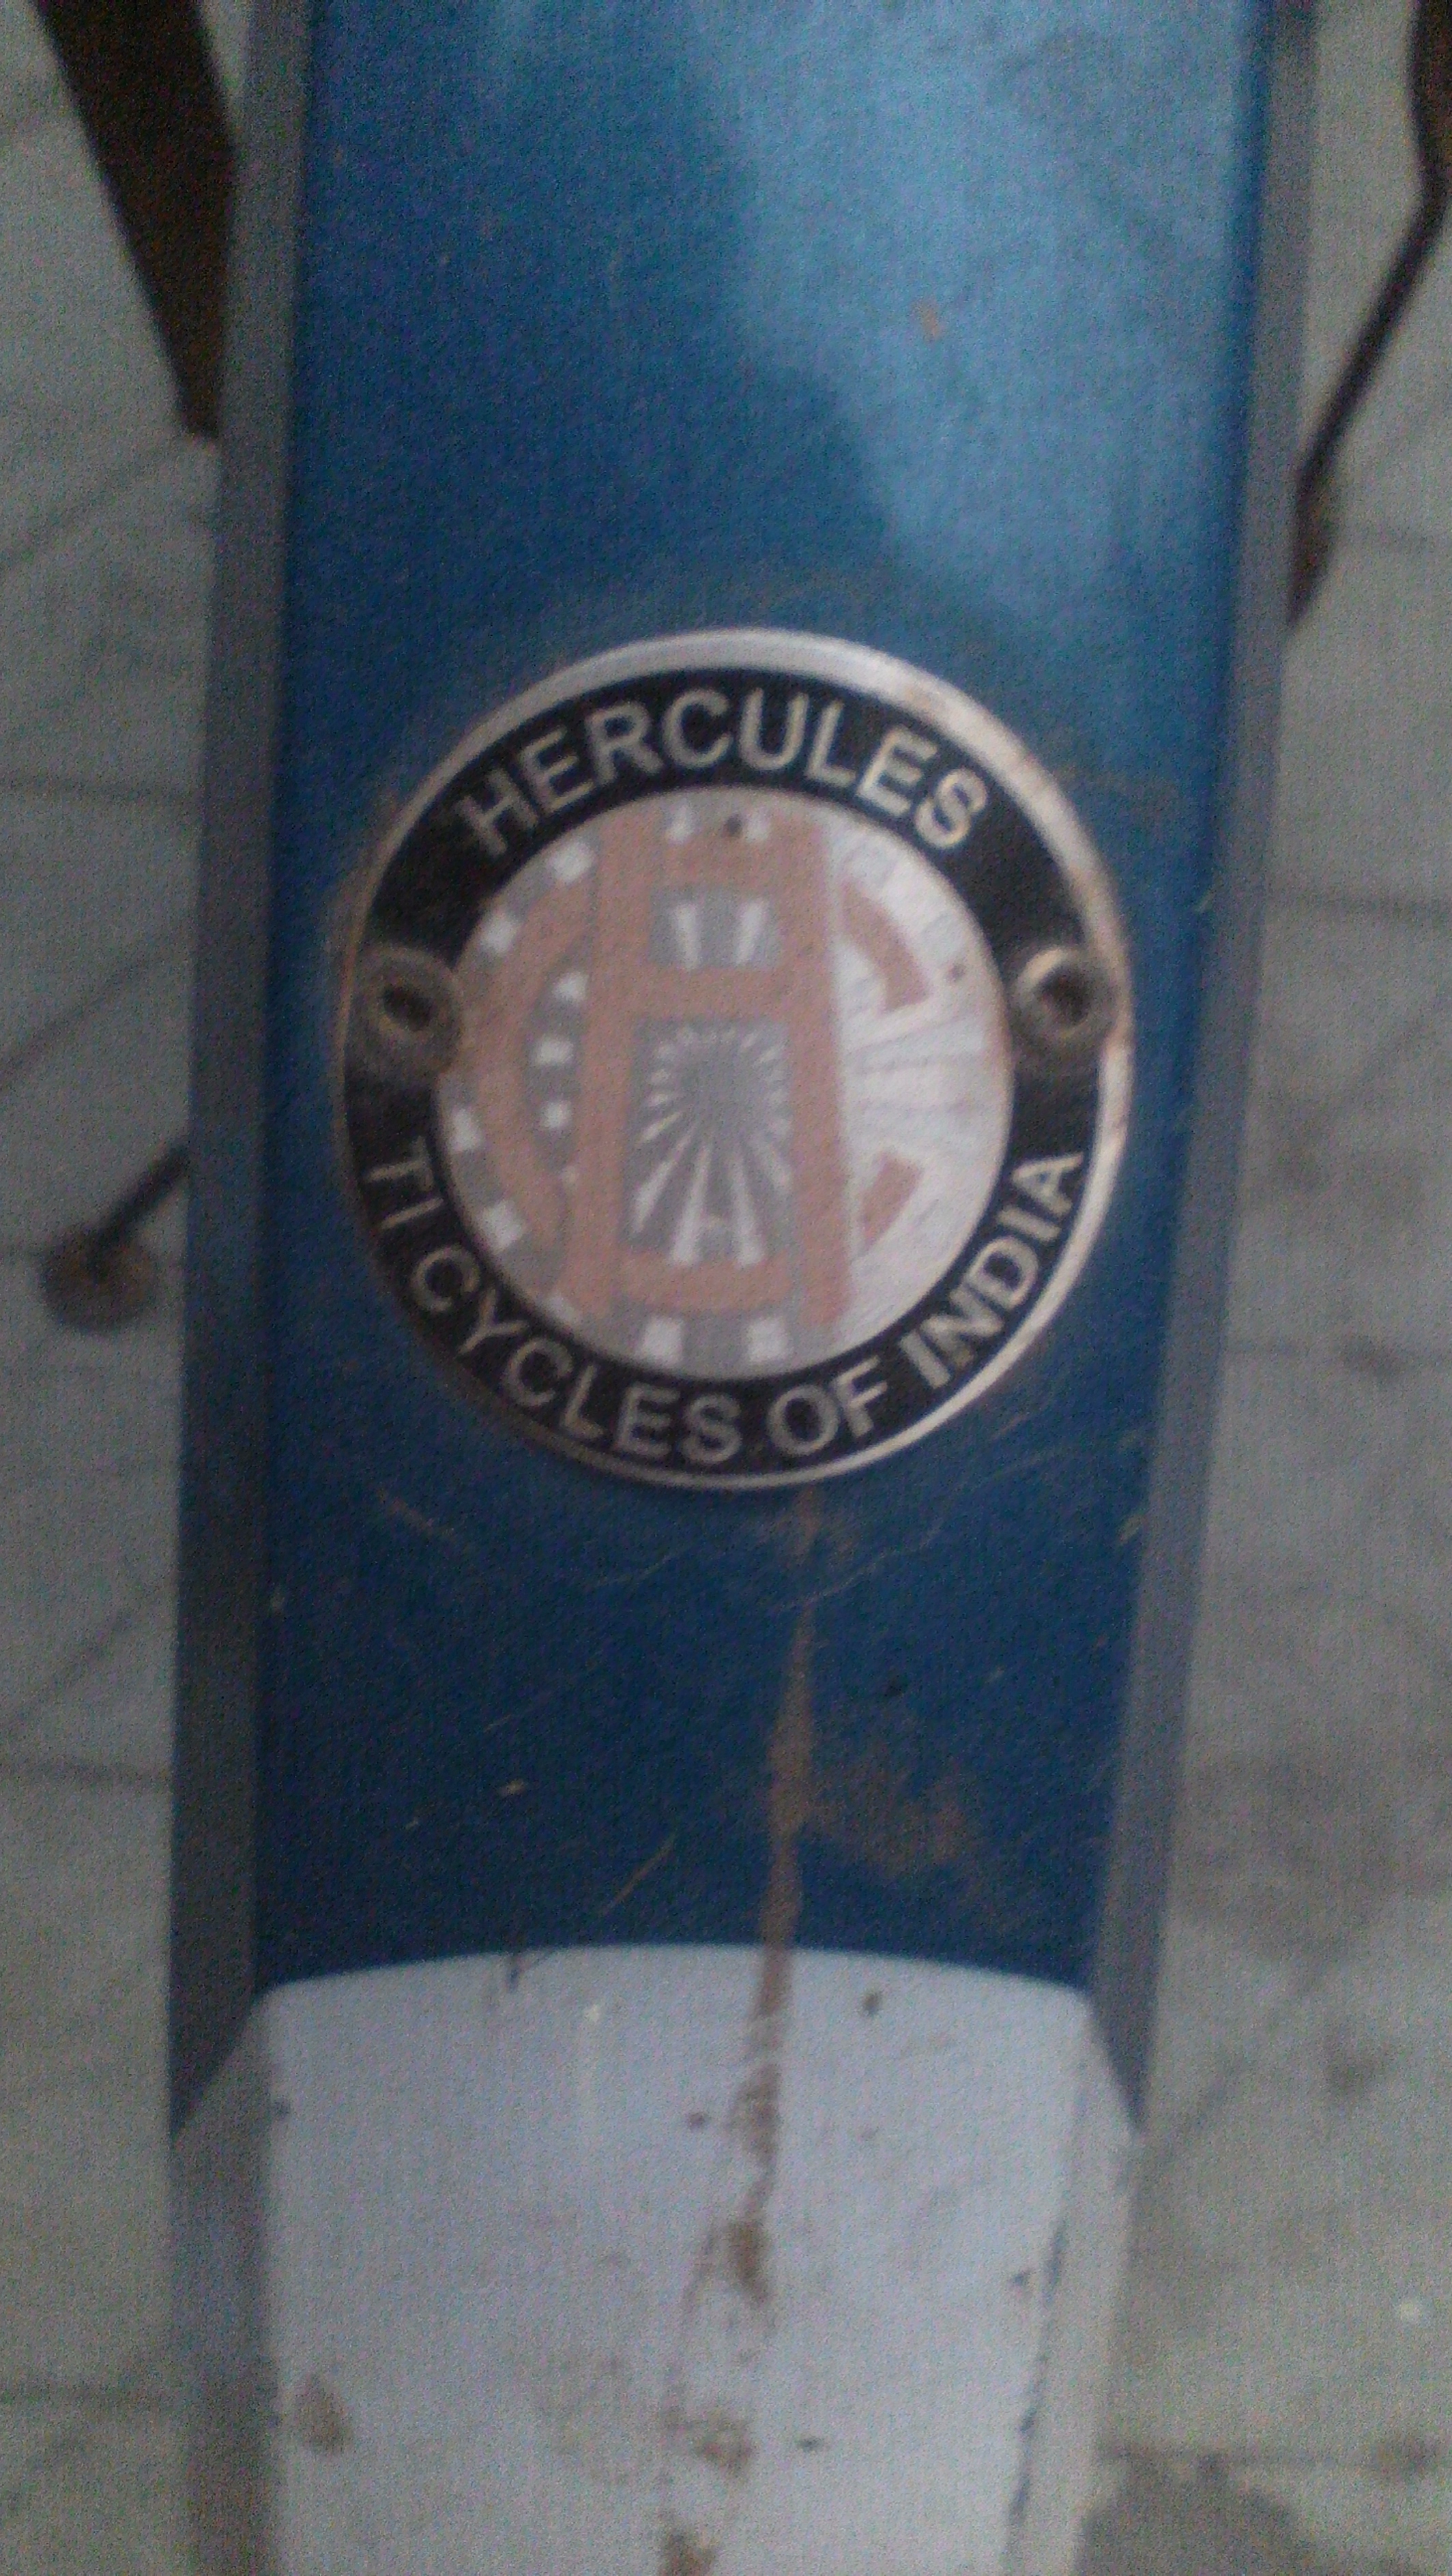 HERCULES
TI CYCLES OF INDIA